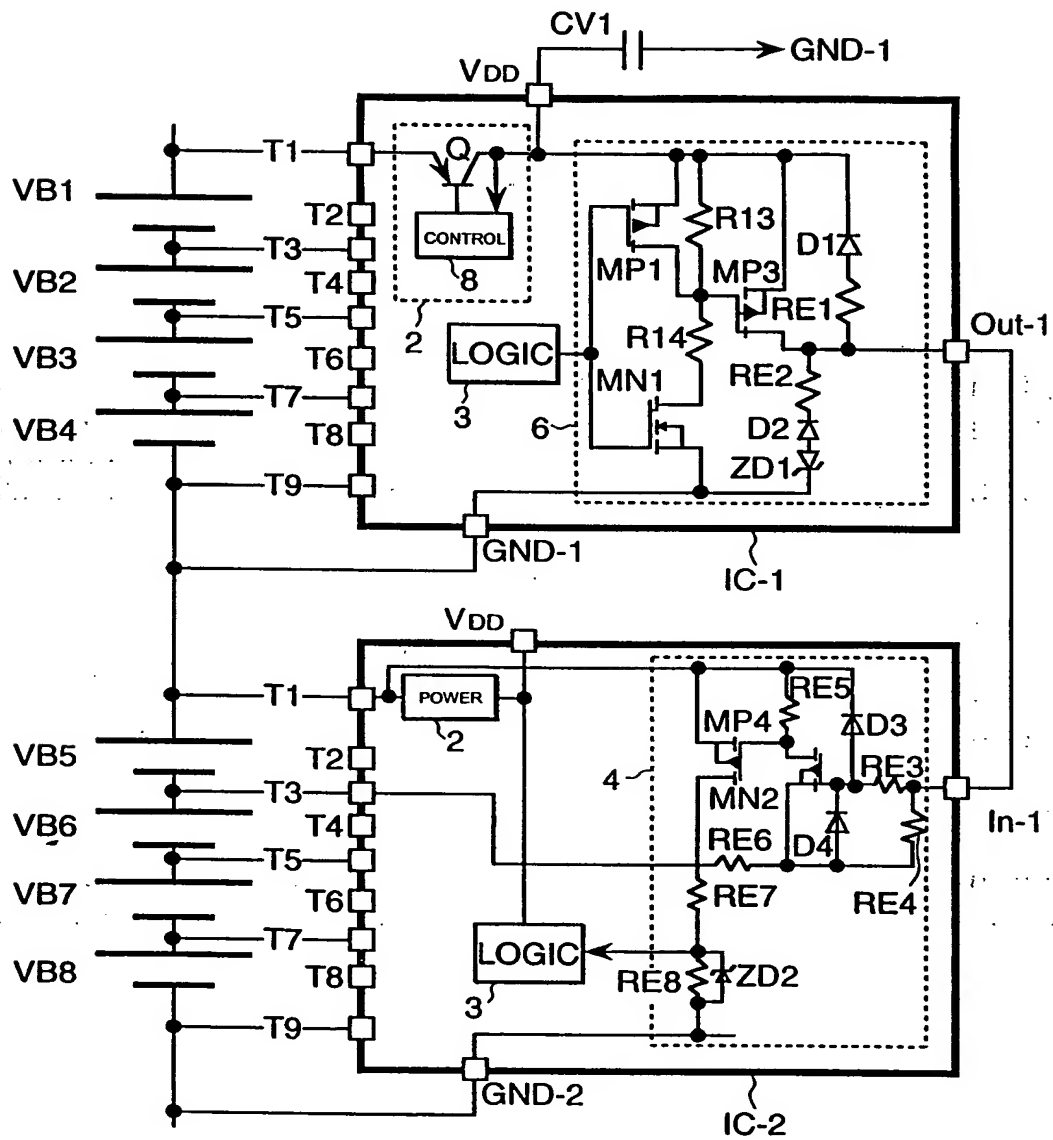 CV1
GND-1
VDD
T1
Q
CONTROL
8
2
VB1
T2
T3
VB2
T4
T5
VB3
T6
T7
VB4
T8
T9
LOGIC
3
MP1
R13
MP3
D1
RE1
R14
MN1
RE2
D2
ZD1
6
Out-1
GND-1
IC-1
VDD
T1
POWER
2
VB5
T2
T3
VB6
T4
T5
VB7
T6
T7
VB8
T8
T9
RE5
MP4
D3
4
RE3
MN2
In-1
RE6
D4
RE4
RE7
LOGIC
3
RE8
ZD2
GND-2
IC-2